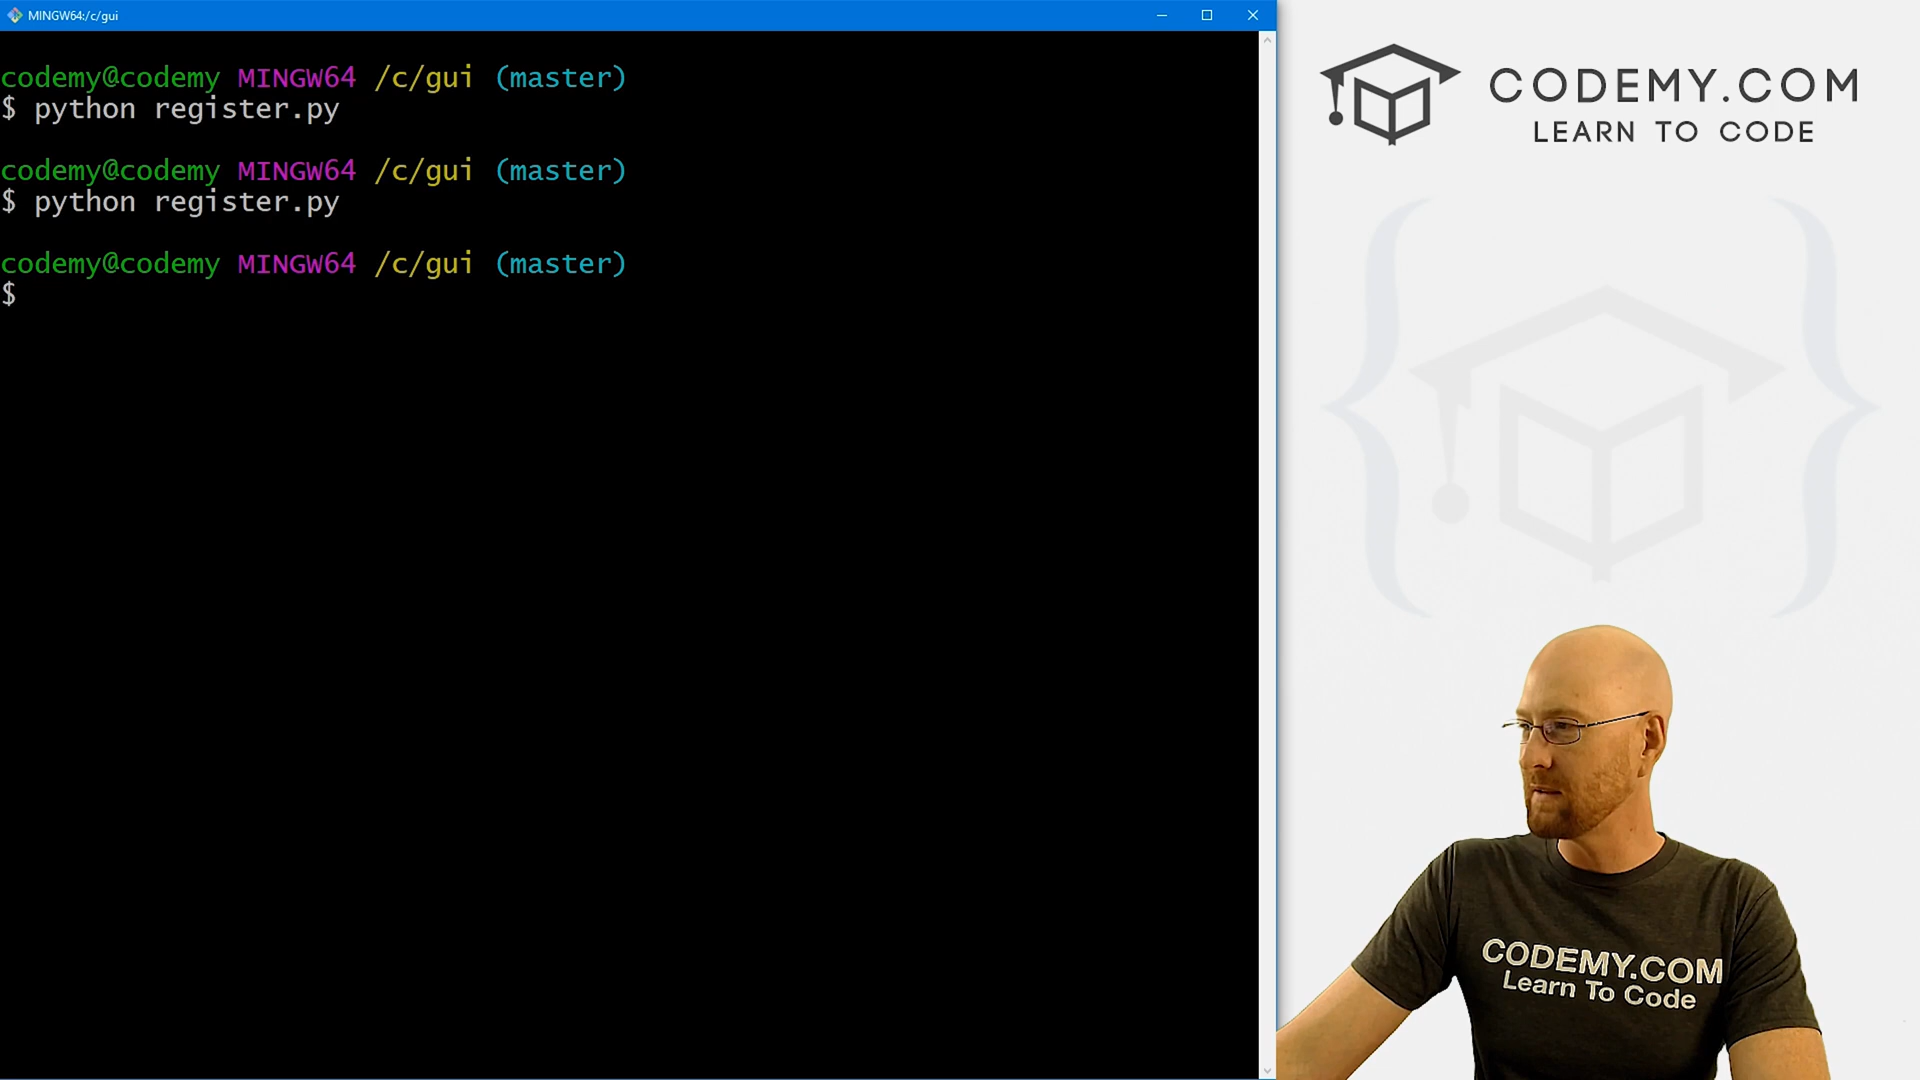 MINGW64:/c/gui
codemy@codemy MINGW64 /c/gui (master)
$ python register.py
codemy@codemy MINGW64 /c/gui (master)
$ python register.py
codemy@codemy MINGW64 /c/gui (master)
$
CODEMY.COM
LEARN TO CODE
CODEMY.COM
Learn To Code